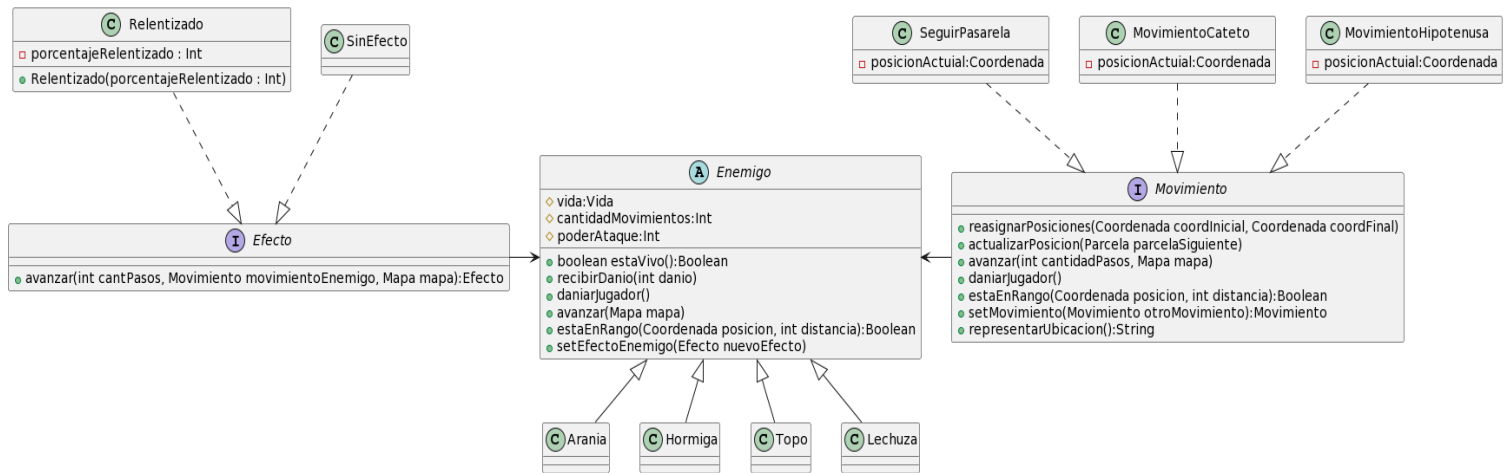 C Relentizado
porcentajeRelentizado : Int
Relentizado(porcentajeRelentizado : Int)
C SinEfecto
C SeguirPasarela
posicionActuial:Coordenada
C MovimientoCateto
posicionActuial:Coordenada
C MovimientoHipotenusa
posicionActuial:Coordenada
I Efecto
avanzar(int cantPasos, Movimiento movimientoEnemigo, Mapa mapa):Efecto
A Enemigo
vida:Vida
cantidadMovimientos:Int
poderAtaque:Int
boolean estaVivo():Boolean
recibirDanio(int danio)
daniarJugador()
avanzar(Mapa mapa)
estaEnRango(Coordenada posicion, int distancia):Boolean
setEfectoEnemigo(Efecto nuevoEfecto)
I Movimiento
reasignarPosiciones(Coordenada coordInicial, Coordenada coordFinal)
actualizarPosicion(Parcela parcelaSiguiente)
avanzar(int cantidadPasos, Mapa mapa)
daniarJugador()
estaEnRango(Coordenada posicion, int distancia):Boolean
setMovimiento(Movimiento otroMovimiento):Movimiento
representarUbicacion():String
C Arania
C Hormiga
C Topo
C Lechuza